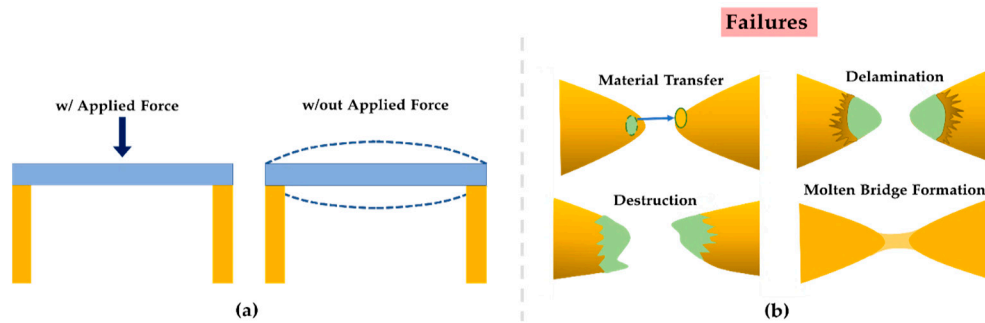 Failures
w/ Applied Force
w/out Applied Force
Material Transfer
Delamination
Destruction
Molten Bridge Formation
(a)
(b)